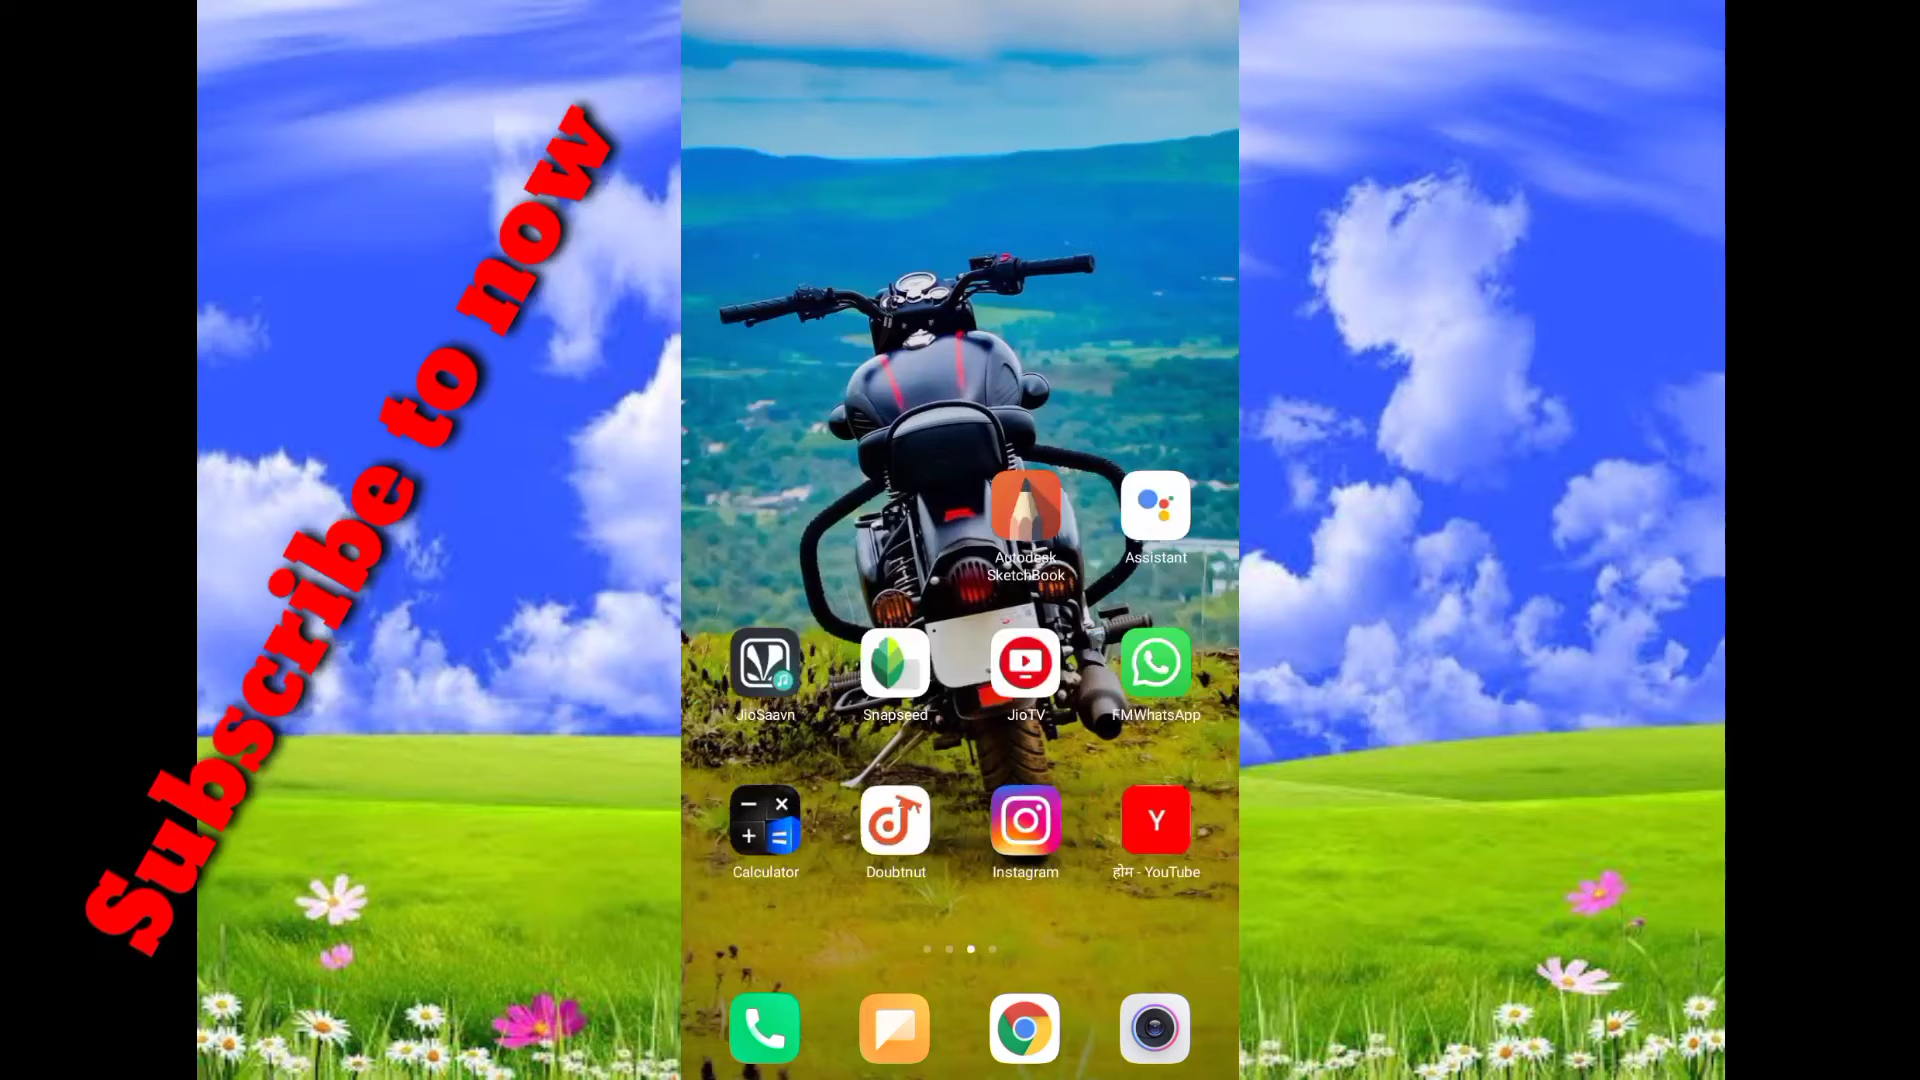 Subscribe to now
Autodesk
SketchBook
Assistant
JioSaavn
Snapseed
JioTV
FMWhatsApp
Calculator
Doubtnut
Instagram
Y
होम - YouTube